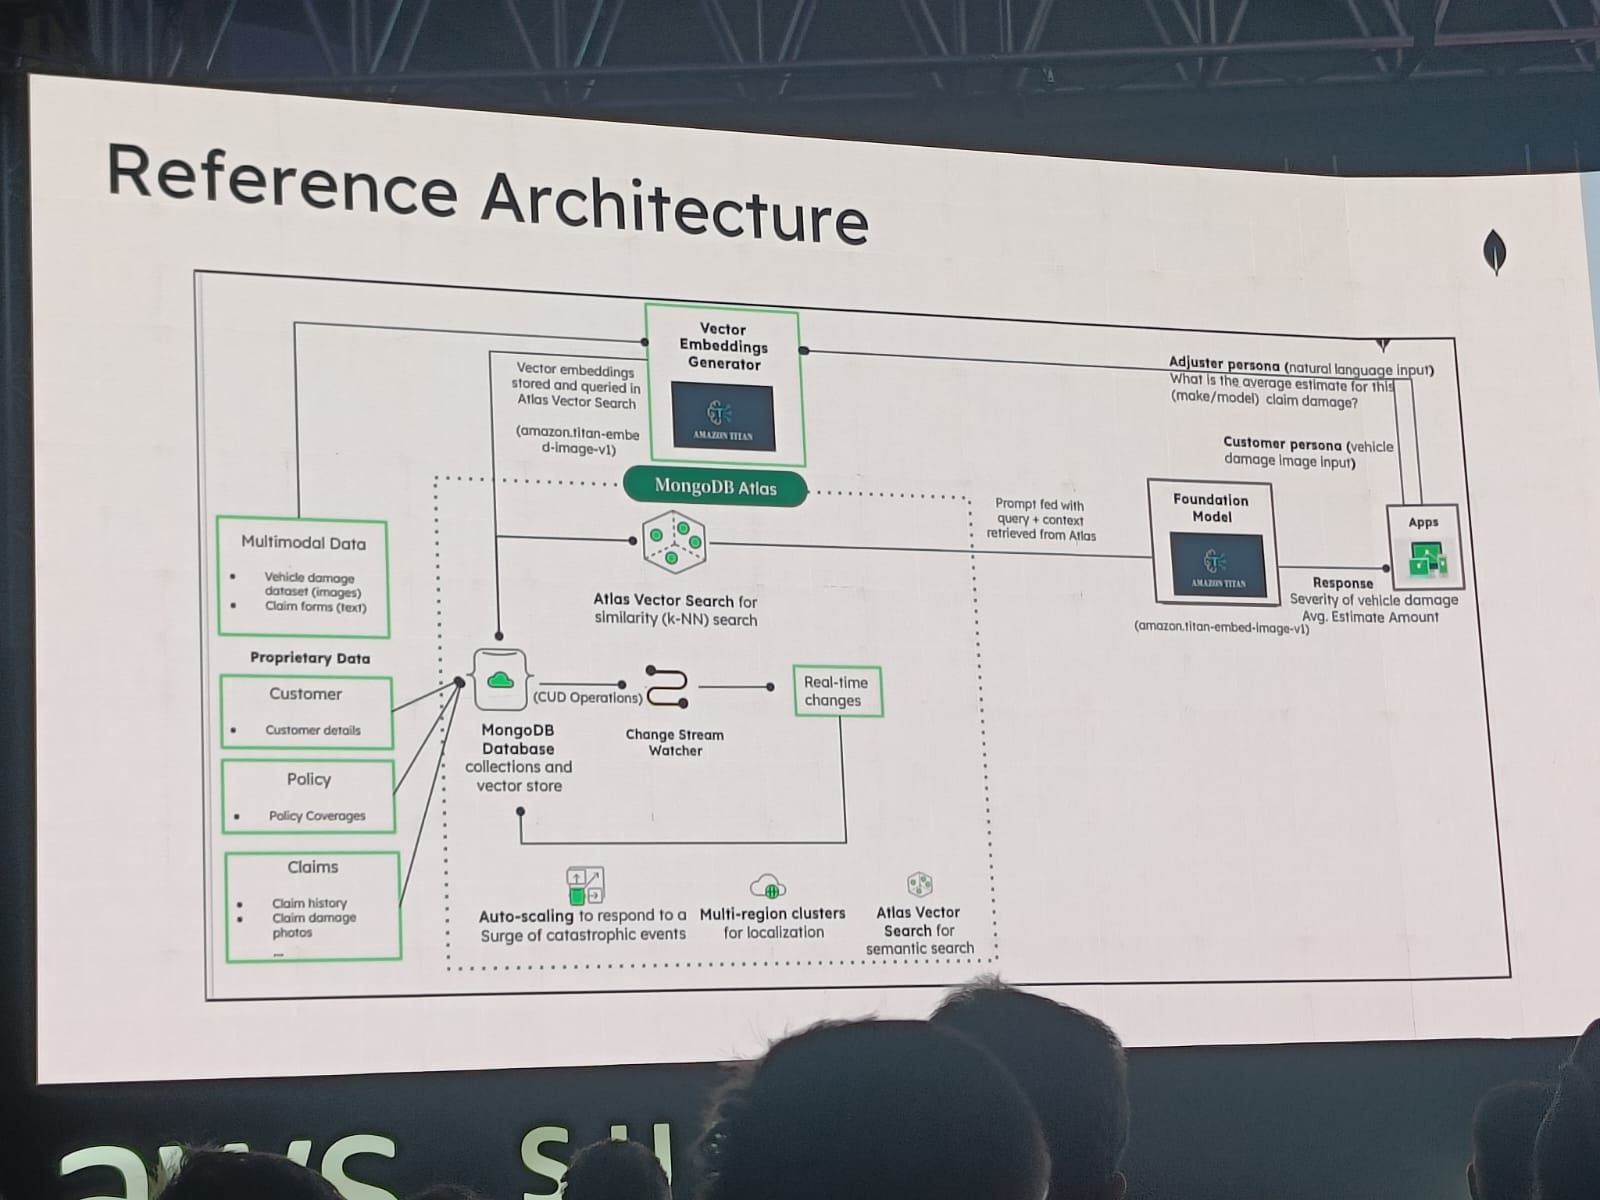 Reference Architecture
Vector
Embeddings
Generator
AMAZON TITAN
Vector embeddings
stored and queried in
Atlas Vector Search
(amazon.titan-embe
d-image-v1)
Adjuster persona (natural language input)
What is the average estimate for this
(make/model) claim damage?
Customer persona (vehicle
damage image input)
MongoDB Atlas
Prompt fed with
query + context
retrieved from Atlas
Foundation
Model
AMAZON TITAN
(amazon.titan-embed-image-v1)
Apps
Response
Severity of vehicle damage
Avg. Estimate Amount
Multimodal Data
• Vehicle damage
dataset (images)
• Claim forms (text)
Atlas Vector Search for
similarity (k-NN) search
Proprietary Data
Customer
• Customer details
Policy
• Policy Coverages
Claims
• Claim history
• Claim damage
photos
...
(CUD Operations)
MongoDB
Database
collections and
vector store
Change Stream
Watcher
Real-time
changes
Auto-scaling to respond to a
Surge of catastrophic events
Multi-region clusters
for localization
Atlas Vector
Search for
semantic search
aws